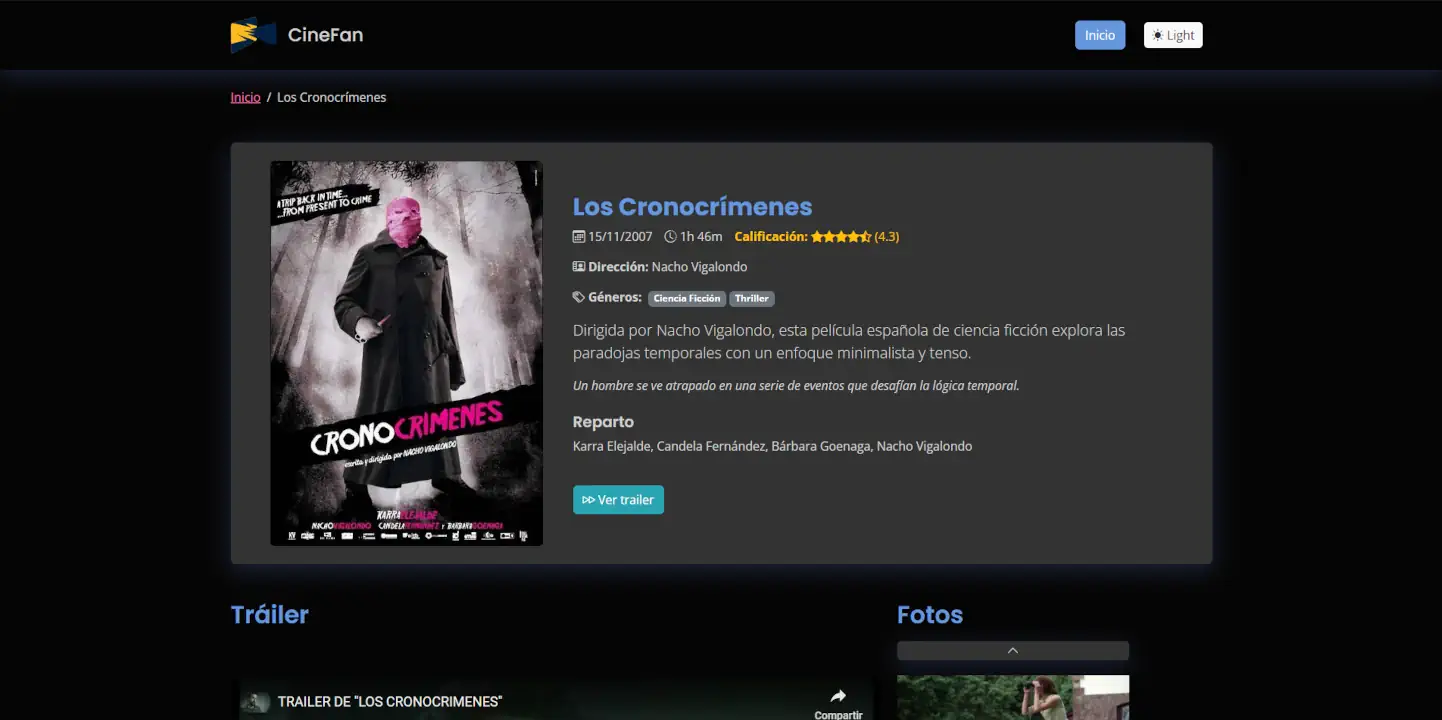 CineFan
Inicio
Light
Inicio / Los Cronocrímenes
A TRIP BACK IN TIME...
...FROM PRESENT TO CRIME
CRONOCRIMENES
escrita y dirigida por NACHO VIGALONDO
KARRA ELEJALDE
NACHO VIGALONDO CANDELA FERNANDEZ Y BARBARA GOENAGA
Los Cronocrímenes
15/11/2007 1h 46m Calificación: (4.3)
Dirección: Nacho Vigalondo
Géneros: Ciencia Ficción Thriller
Dirigida por Nacho Vigalondo, esta película española de ciencia ficción explora las
paradojas temporales con un enfoque minimalista y tenso.
Un hombre se ve atrapado en una serie de eventos que desafían la lógica temporal.
Reparto
Karra Elejalde, Candela Fernández, Bárbara Goenaga, Nacho Vigalondo
Ver trailer
Tráiler
TRAILER DE "LOS CRONOCRIMENES"
Compartir
Fotos